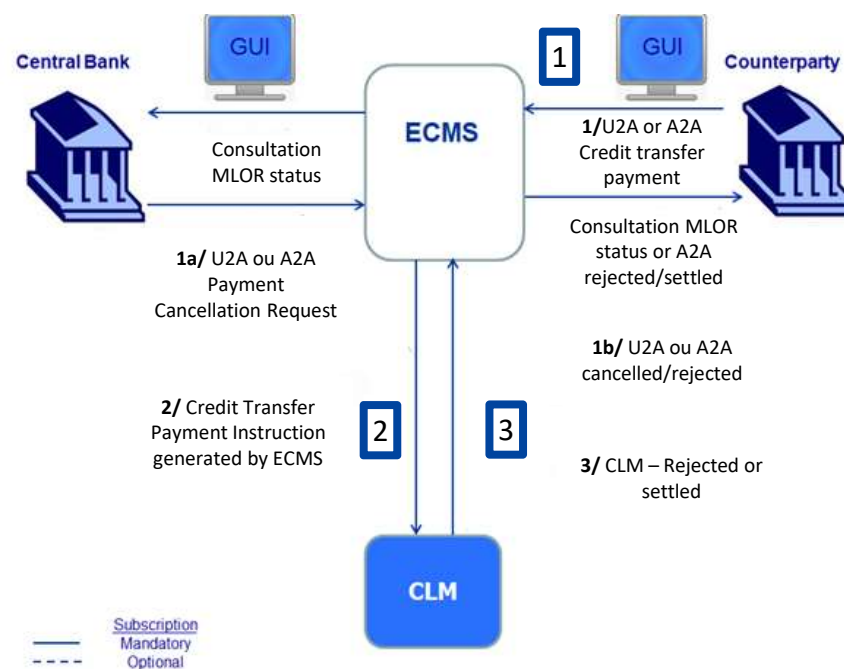 GUI
1
GUI
Central Bank
Counterparty
ECMS
Consultation
MLOR status
1/U2A or A2A
Credit transfer
payment
1a/ U2A ou A2A
Payment
Cancellation Request
Consultation MLOR
status or A2A
rejected/settled
1b/ U2A ou A2A
cancelled/rejected
2/ Credit Transfer
Payment Instruction
generated by ECMS
2
3
3/ CLM – Rejected or
settled
CLM
Subscription
Mandatory
Optional